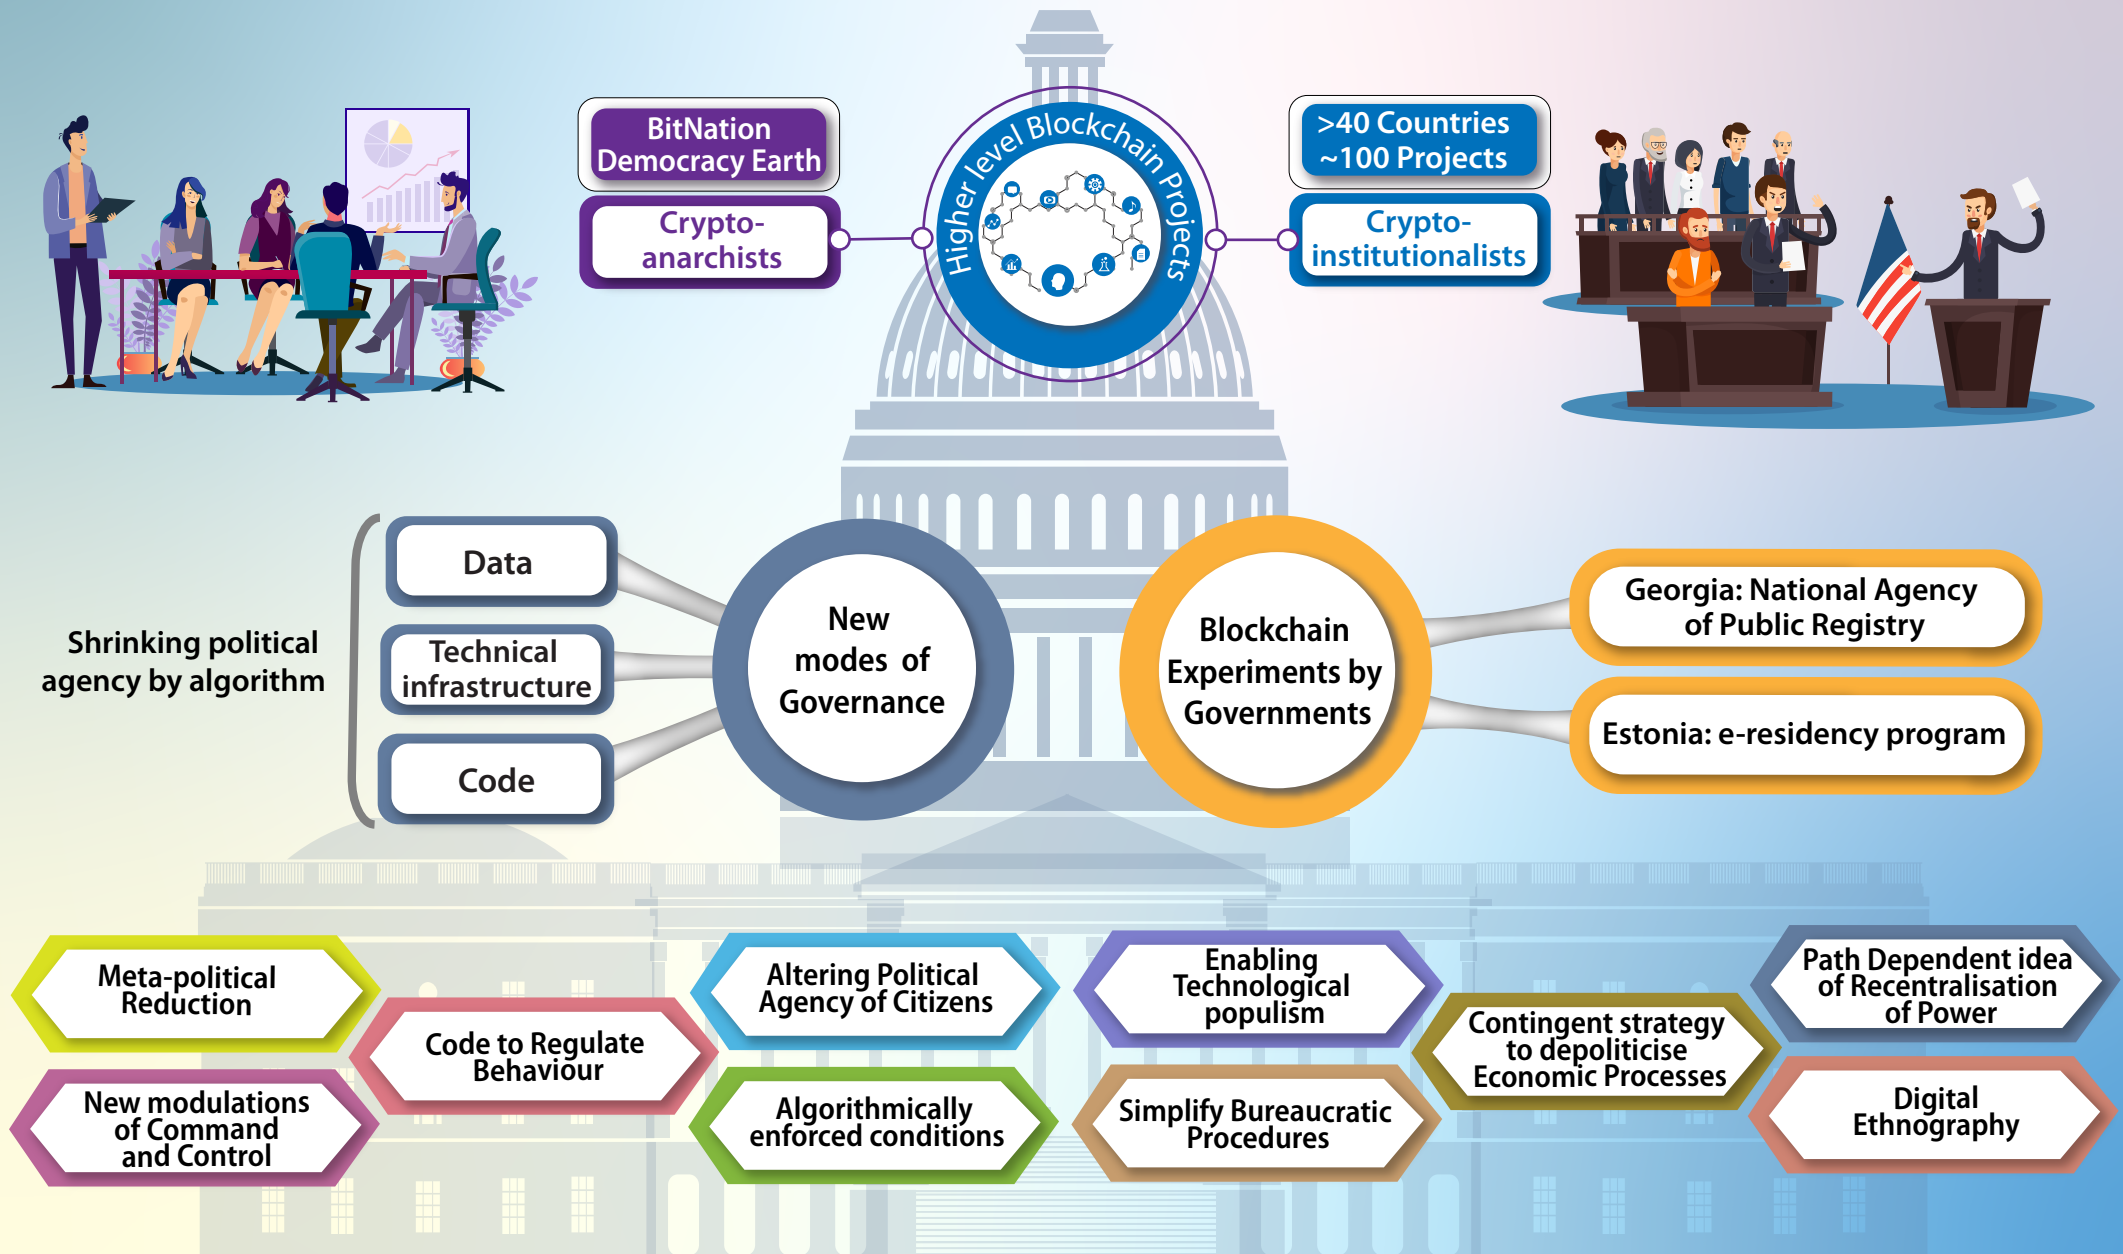 BitNation
Democracy Earth
Crypto-
anarchists
Higher level Blockchain Projects
>40 Countries
~100 Projects
Crypto-
institutionalists
Shrinking political
agency by algorithm
Data
Technical
infrastructure
Code
New
modes of
Governance
Blockchain
Experiments by
Governments
Georgia: National Agency
of Public Registry
Estonia: e-residency program
Meta-political
Reduction
New modulations
of Command
and Control
Code to Regulate
Behaviour
Altering Political
Agency of Citizens
Algorithmically
enforced conditions
Enabling
Technological
populism
Simplify Bureaucratic
Procedures
Contingent strategy
to depoliticise
Economic Processes
Path Dependent idea
of Recentralisation
of Power
Digital
Ethnography